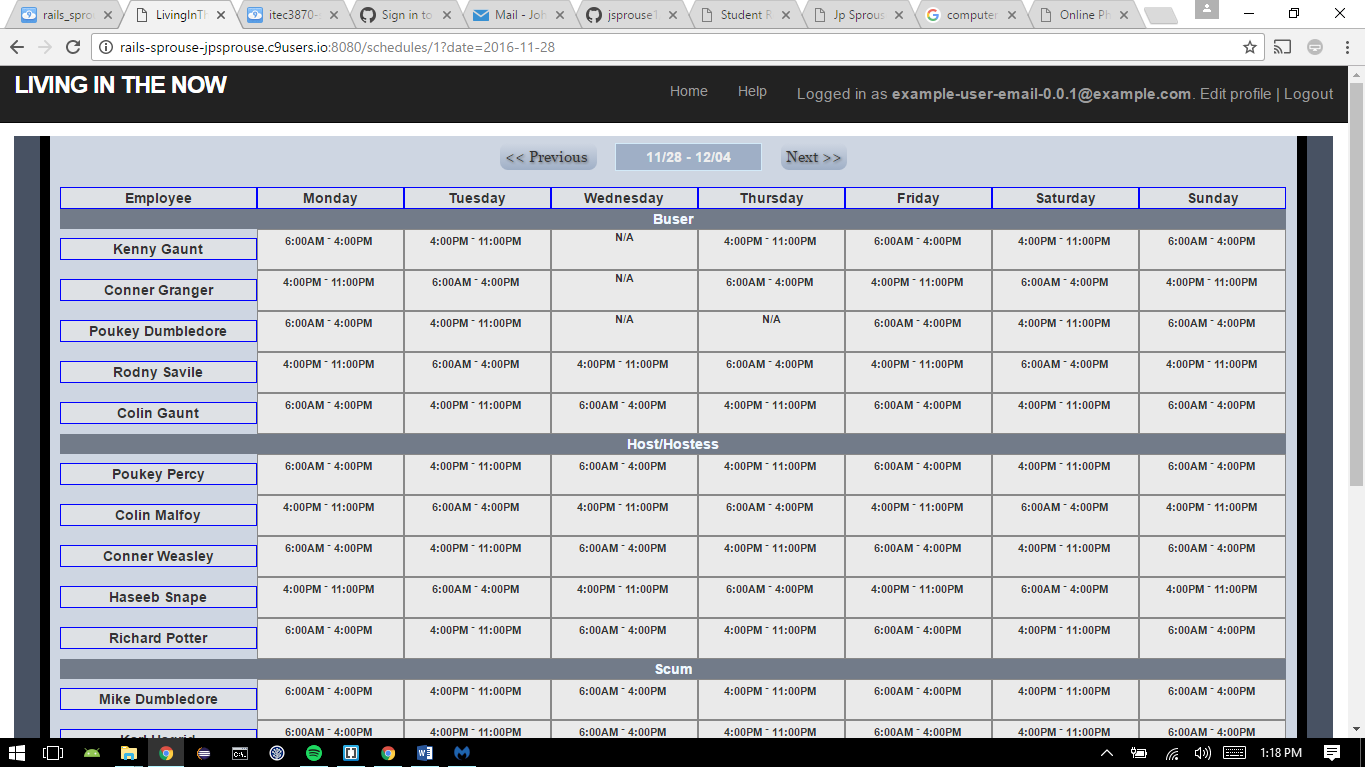 rails_spro
LivingInTh
itec3870-
Sign in to
Mail - Joh
jsprouse1
Student R
Jp Sprous
computer
Online Ph
rails-sprouse-jpsprouse.c9users.io:8080/schedules/1?date=2016-11-28
LIVING IN THE NOW
Home Help Logged in as example-user-email-0.0.1@example.com. Edit profile | Logout
<< Previous 11/28 - 12/04 Next >>
Employee Monday Tuesday Wednesday Thursday Friday Saturday Sunday
Buser
Kenny Gaunt 6:00AM - 4:00PM 4:00PM - 11:00PM N/A 4:00PM - 11:00PM 6:00AM - 4:00PM 4:00PM - 11:00PM 6:00AM - 4:00PM
Conner Granger 4:00PM - 11:00PM 6:00AM - 4:00PM N/A 6:00AM - 4:00PM 4:00PM - 11:00PM 6:00AM - 4:00PM 4:00PM - 11:00PM
Poukey Dumbledore 6:00AM - 4:00PM 4:00PM - 11:00PM N/A N/A 6:00AM - 4:00PM 4:00PM - 11:00PM 6:00AM - 4:00PM
Rodny Savile 4:00PM - 11:00PM 6:00AM - 4:00PM 4:00PM - 11:00PM 6:00AM - 4:00PM 4:00PM - 11:00PM 6:00AM - 4:00PM 4:00PM - 11:00PM
Colin Gaunt 6:00AM - 4:00PM 4:00PM - 11:00PM 6:00AM - 4:00PM 4:00PM - 11:00PM 6:00AM - 4:00PM 4:00PM - 11:00PM 6:00AM - 4:00PM
Host/Hostess
Poukey Percy 6:00AM - 4:00PM 4:00PM - 11:00PM 6:00AM - 4:00PM 4:00PM - 11:00PM 6:00AM - 4:00PM 4:00PM - 11:00PM 6:00AM - 4:00PM
Colin Malfoy 4:00PM - 11:00PM 6:00AM - 4:00PM 4:00PM - 11:00PM 6:00AM - 4:00PM 4:00PM - 11:00PM 6:00AM - 4:00PM 4:00PM - 11:00PM
Conner Weasley 6:00AM - 4:00PM 4:00PM - 11:00PM 6:00AM - 4:00PM 4:00PM - 11:00PM 6:00AM - 4:00PM 4:00PM - 11:00PM 6:00AM - 4:00PM
Haseeb Snape 4:00PM - 11:00PM 6:00AM - 4:00PM 4:00PM - 11:00PM 6:00AM - 4:00PM 4:00PM - 11:00PM 6:00AM - 4:00PM 4:00PM - 11:00PM
Richard Potter 6:00AM - 4:00PM 4:00PM - 11:00PM 6:00AM - 4:00PM 4:00PM - 11:00PM 6:00AM - 4:00PM 4:00PM - 11:00PM 6:00AM - 4:00PM
Scum
Mike Dumbledore 6:00AM - 4:00PM 4:00PM - 11:00PM 6:00AM - 4:00PM 4:00PM - 11:00PM 6:00AM - 4:00PM 4:00PM - 11:00PM 6:00AM - 4:00PM
6:00AM - 4:00PM 4:00PM - 11:00PM 6:00AM - 4:00PM 4:00PM - 11:00PM 6:00AM - 4:00PM 4:00PM - 11:00PM 6:00AM - 4:00PM
1:18 PM